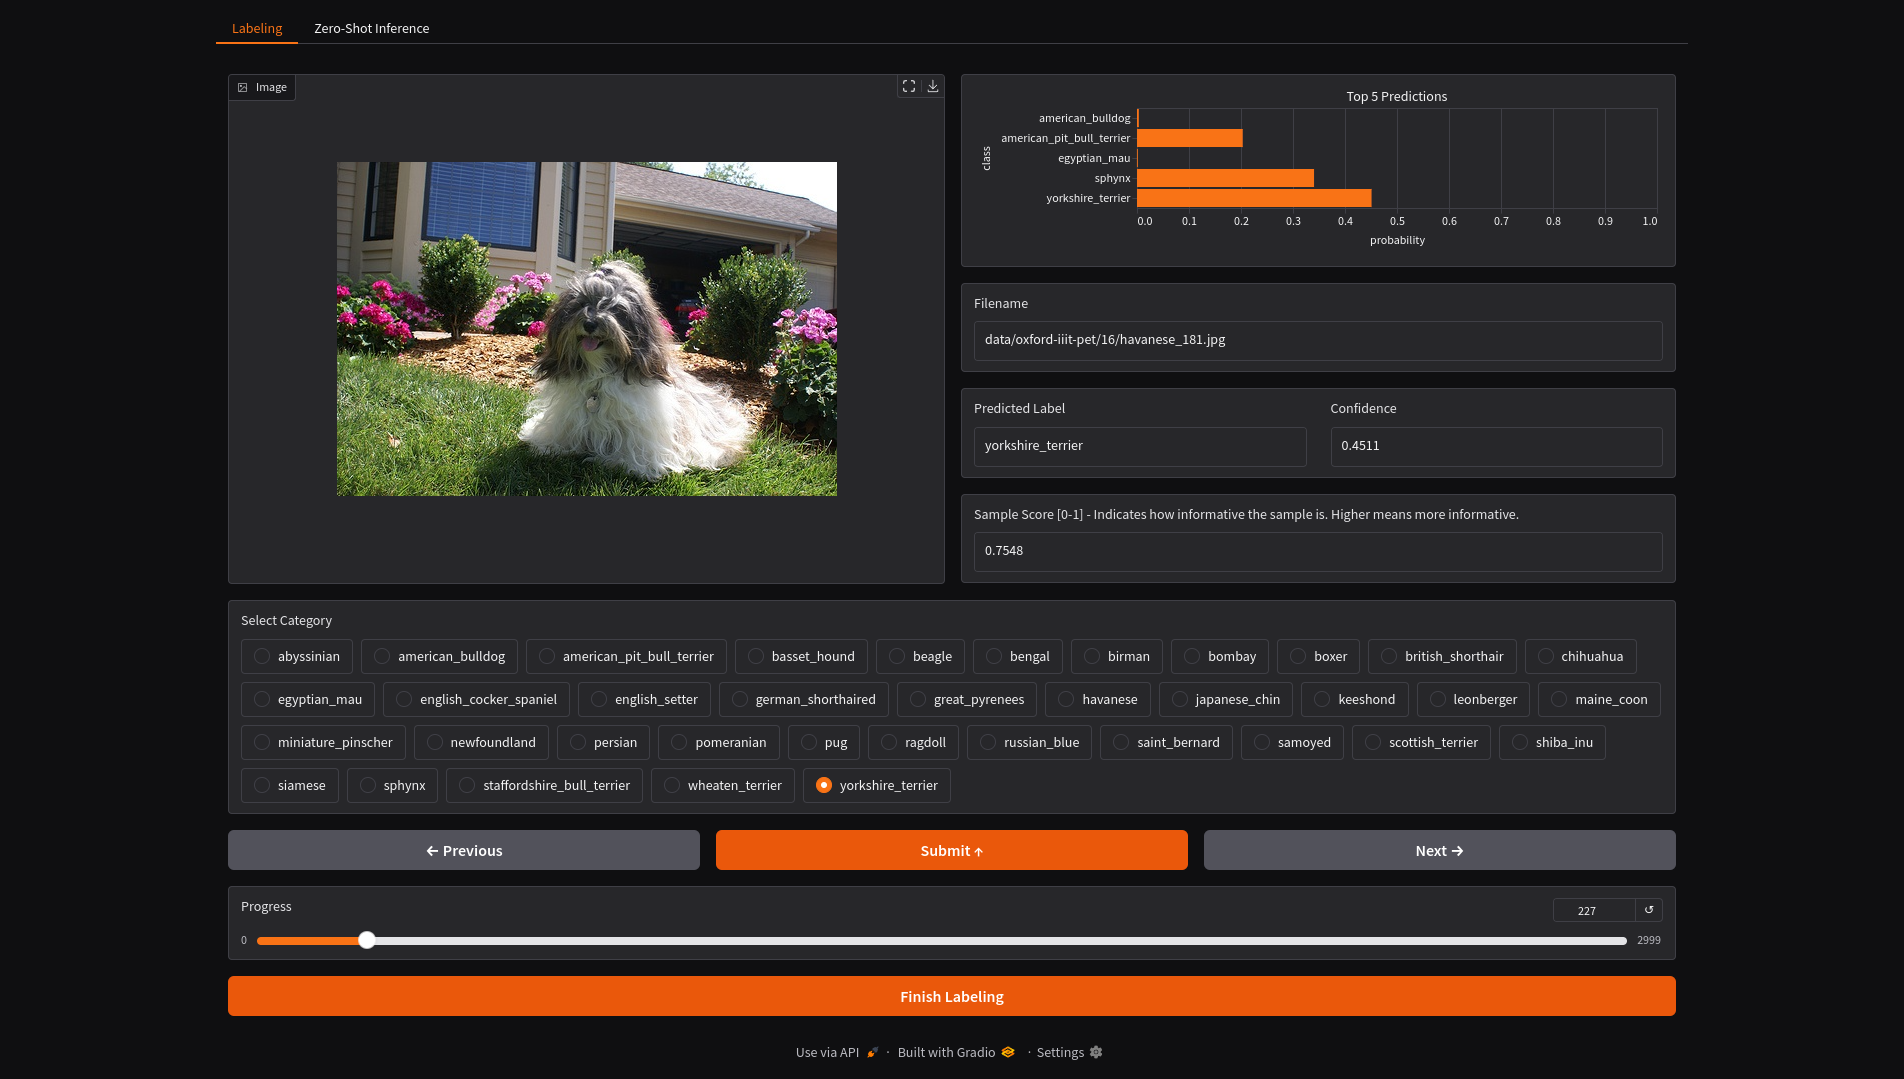 Labeling Zero-Shot Inference
Image
Top 5 Predictions
class
american_bulldog
american_pit_bull_terrier
egyptian_mau
sphynx
yorkshire_terrier
0.0 0.1 0.2 0.3 0.4 0.5 0.6 0.7 0.8 0.9 1.0
probability
Filename
data/oxford-iiit-pet/16/havanese_181.jpg
Predicted Label Confidence
yorkshire_terrier 0.4511
Sample Score [0-1] - Indicates how informative the sample is. Higher means more informative.
0.7548
Select Category
abyssinian american_bulldog american_pit_bull_terrier basset_hound beagle bengal birman bombay boxer british_shorthair chihuahua
egyptian_mau english_cocker_spaniel english_setter german_shorthaired great_pyrenees havanese japanese_chin keeshond leonberger maine_coon
miniature_pinscher newfoundland persian pomeranian pug ragdoll russian_blue saint_bernard samoyed scottish_terrier shiba_inu
siamese sphynx staffordshire_bull_terrier wheaten_terrier yorkshire_terrier
← Previous Submit ↑ Next →
Progress 227 ↺
0 2999
Finish Labeling
Use via API · Built with Gradio · Settings